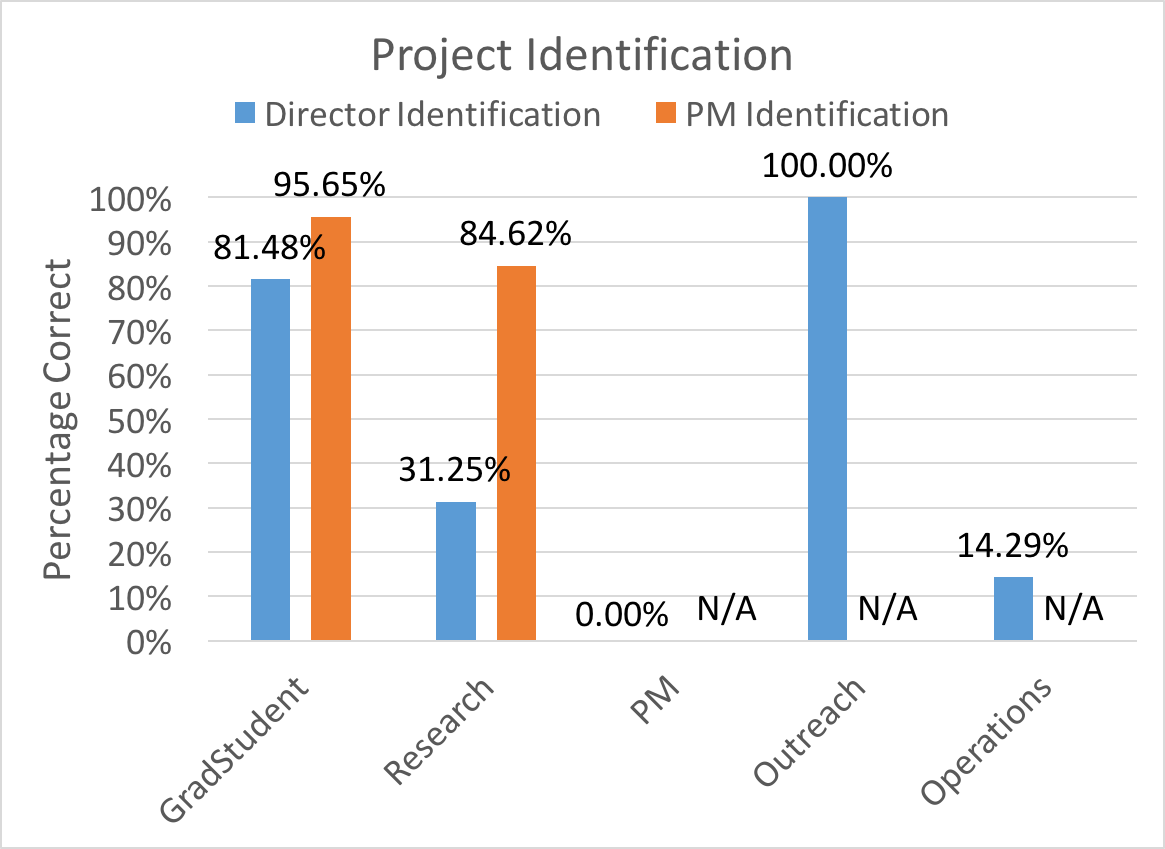 Project Identification
Director Identification PM Identification
100.00%
95.65%
81.48%
84.62%
31.25%
0.00% N/A
N/A
14.29%
N/A
100%
90%
80%
70%
60%
50%
40%
30%
20%
10%
0%
Percentage Correct
GradStudent
Research
PM
Outreach
Operations